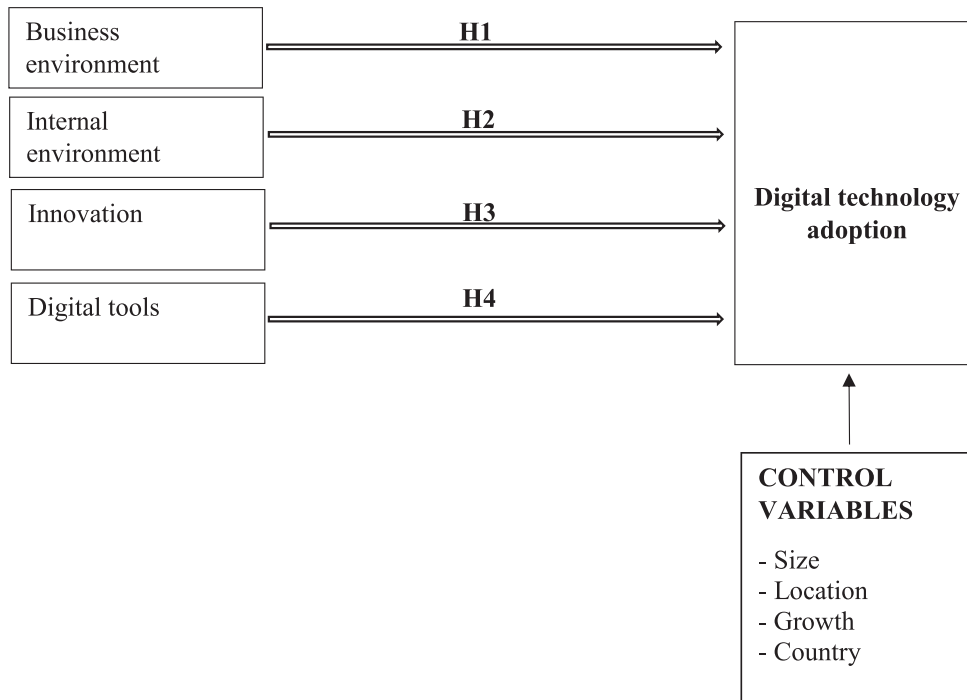 Business
environment
H1
Internal
environment
H2
Innovation
H3
Digital tools
H4
Digital technology
adoption
CONTROL
VARIABLES
- Size
- Location
- Growth
- Country